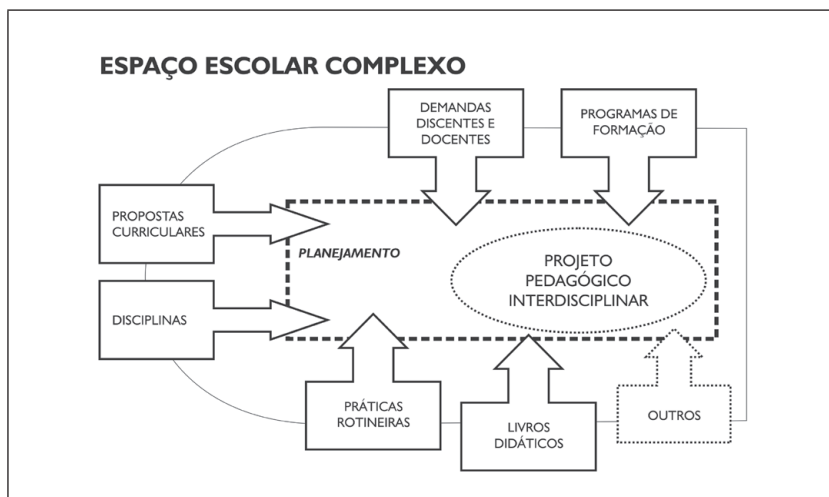 ESPAÇO ESCOLAR COMPLEXO
DEMANDAS
DISCENTES E
DOCENTES
PROGRAMAS DE
FORMAÇÃO
PROPOSTAS
CURRICULARES
PLANEJAMENTO
PROJETO
PEDAGÓGICO
INTERDISCIPLINAR
DISCIPLINAS
PRÁTICAS
ROTINEIRAS
LIVROS
DIDÁTICOS
OUTROS